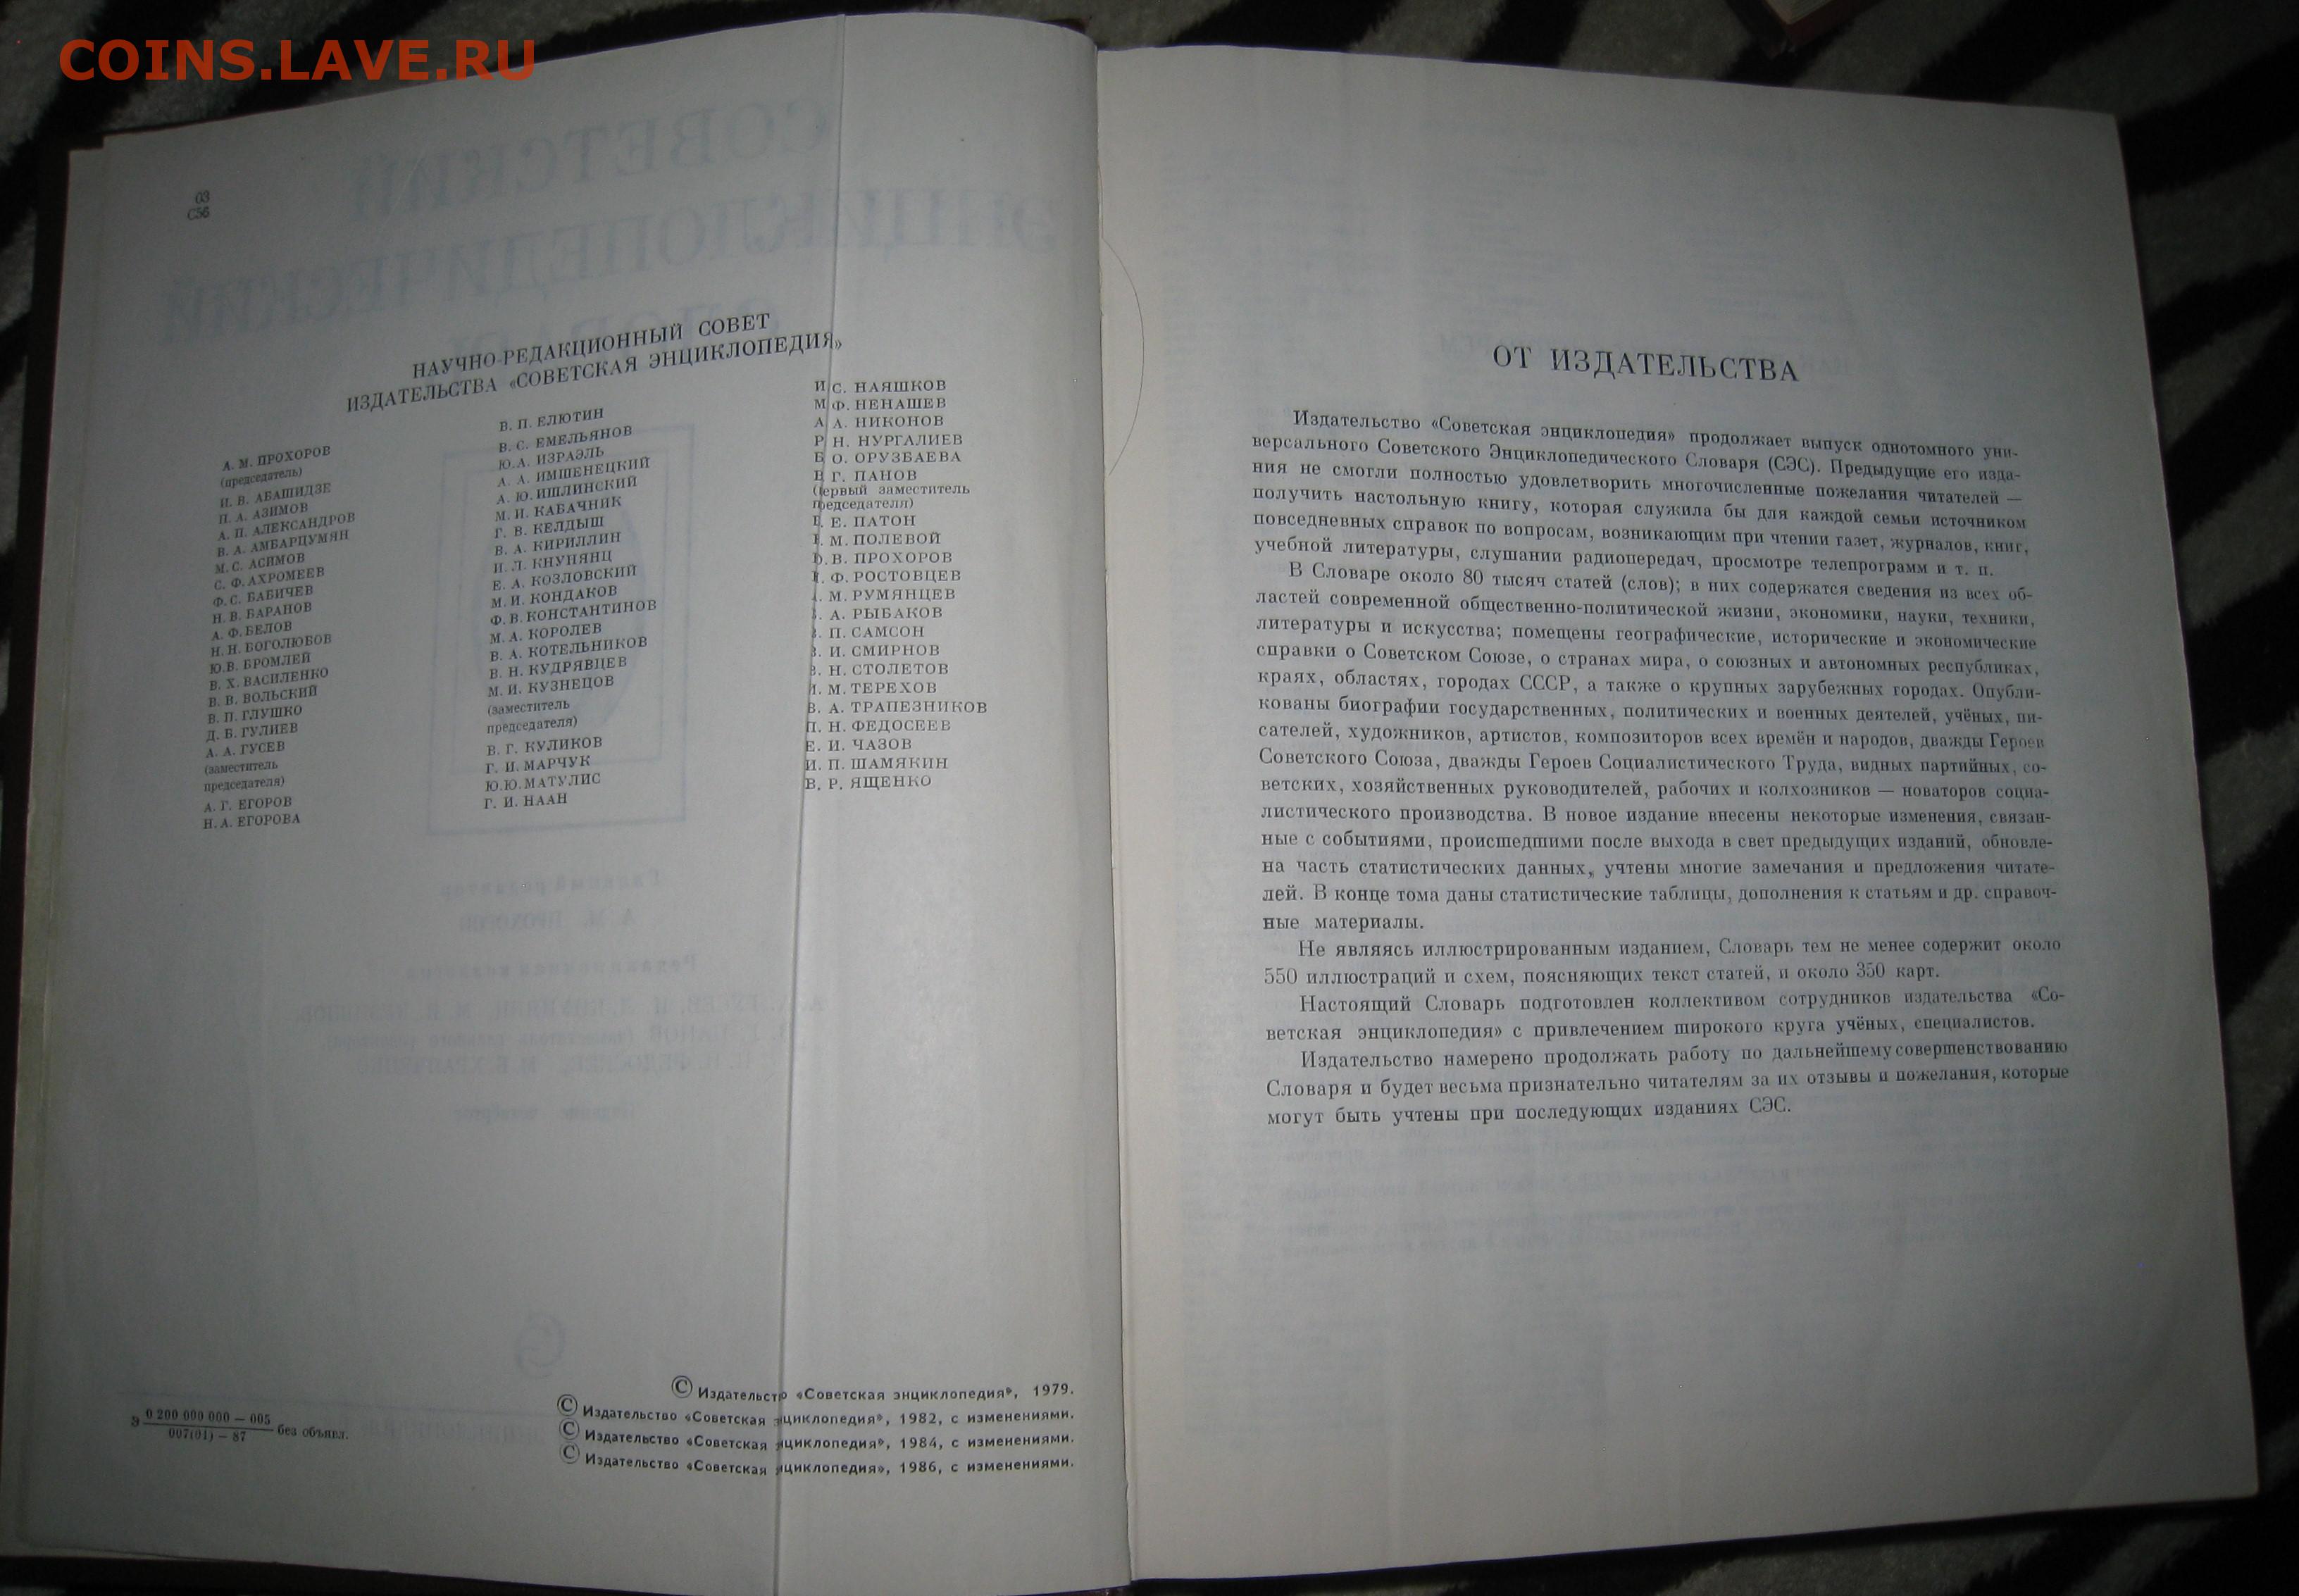 COINS.LAVE.RU
03
С56
НАУЧНО-РЕДАКЦИОННЫЙ СОВЕТ
ИЗДАТЕЛЬСТВА «СОВЕТСКАЯ ЭНЦИКЛОПЕДИЯ»
А. М. ПРОХОРОВ
(председатель)
И. В. АБАШИДЗЕ
П. А. АЗИМОВ
А. П. АЛЕКСАНДРОВ
В. А. АМБАРЦУМЯН
М. С. АСИМОВ
С. Ф. АХРОМЕЕВ
Ф. С. БАБИЧЕВ
Н. В. БАРАНОВ
А. Ф. БЕЛОВ
Н. Н. БОГОЛЮБОВ
Ю. В. БРОМЛЕЙ
В. Х. ВАСИЛЕНКО
В. В. ВОЛЬСКИЙ
В. П. ГЛУШКО
Д. Б. ГУЛИЕВ
А. А. ГУСЕВ
(заместитель
председателя)
А. Г. ЕГОРОВ
Н. А. ЕГОРОВА
В. П. ЕЛЮТИН
В. С. ЕМЕЛЬЯНОВ
Ю. А. ИЗРАЭЛЬ
А. А. ИМШЕНЕЦКИЙ
А. Ю. ИШЛИНСКИЙ
М. И. КАБАЧНИК
Г. В. КЕЛДЫШ
В. А. КИРИЛЛИН
И. Л. КНУНЯНЦ
Е. А. КОЗЛОВСКИЙ
М. И. КОНДАКОВ
Ф. В. КОНСТАНТИНОВ
М. А. КОРОЛЕВ
В. А. КОТЕЛЬНИКОВ
В. Н. КУДРЯВЦЕВ
М. И. КУЗНЕЦОВ
(заместитель
председателя)
В. Г. КУЛИКОВ
Г. И. МАРЧУК
Ю. Ю. МАТУЛИС
Г. И. НААН
И. С. НАЯШКОВ
М. Ф. НЕНАШЕВ
А. А. НИКОНОВ
Р. Н. НУРГАЛИЕВ
Б. О. ОРУЗБАЕВА
В. Г. ПАНОВ
(первый заместитель
председателя)
Б. Е. ПАТОН
Б. М. ПОЛЕВОЙ
Ю. В. ПРОХОРОВ
Ф. РОСТОВЦЕВ
А. М. РУМЯНЦЕВ
Б. А. РЫБАКОВ
В. П. САМСОН
В. И. СМИРНОВ
В. Н. СТОЛЕТОВ
И. М. ТЕРЕХОВ
В. А. ТРАПЕЗНИКОВ
П. Н. ФЕДОСЕЕВ
Е. И. ЧАЗОВ
И. П. ШАМЯКИН
В. Р. ЯЩЕНКО
Э 0 200 000 000 — 005
007(01) — 87 без объявл.
© Издательство «Советская энциклопедия», 1979.
© Издательство «Советская энциклопедия», 1982, с изменениями.
© Издательство «Советская энциклопедия», 1984, с изменениями.
© Издательство «Советская энциклопедия», 1986, с изменениями.
ОТ ИЗДАТЕЛЬСТВА
Издательство «Советская энциклопедия» продолжает выпуск однотомного уни-
версального Советского Энциклопедического Словаря (СЭС). Предыдущие его изда-
ния не смогли полностью удовлетворить многочисленные пожелания читателей —
получить настольную книгу, которая служила бы для каждой семьи источником
повседневных справок по вопросам, возникающим при чтении газет, журналов, книг,
учебной литературы, слушании радиопередач, просмотре телепрограмм и т. п.
В Словаре около 80 тысяч статей (слов); в них содержатся сведения из всех об-
ластей современной общественно-политической жизни, экономики, науки, техники,
литературы и искусства; помещены географические, исторические и экономические
справки о Советском Союзе, о странах мира, о союзных и автономных республиках,
краях, областях, городах СССР, а также о крупных зарубежных городах. Опубли-
кованы биографии государственных, политических и военных деятелей, учёных, пи-
сателей, художников, артистов, композиторов всех времён и народов, дважды Героев
Советского Союза, дважды Героев Социалистического Труда, видных партийных, со-
ветских, хозяйственных руководителей, рабочих и колхозников — новаторов социа-
листического производства. В новое издание внесены некоторые изменения, связан-
ные с событиями, происшедшими после выхода в свет предыдущих изданий, обновле-
на часть статистических данных, учтены многие замечания и предложения читате-
лей. В конце тома даны статистические таблицы, дополнения к статьям и др. справоч-
ные материалы.
Не являясь иллюстрированным изданием, Словарь тем не менее содержит около
550 иллюстраций и схем, поясняющих текст статей, и около 350 карт.
Настоящий Словарь подготовлен коллективом сотрудников издательства «Со-
ветская энциклопедия» с привлечением широкого круга учёных, специалистов.
Издательство намерено продолжать работу по дальнейшему совершенствованию
Словаря и будет весьма признательно читателям за их отзывы и пожелания, которые
могут быть учтены при последующих изданиях СЭС.